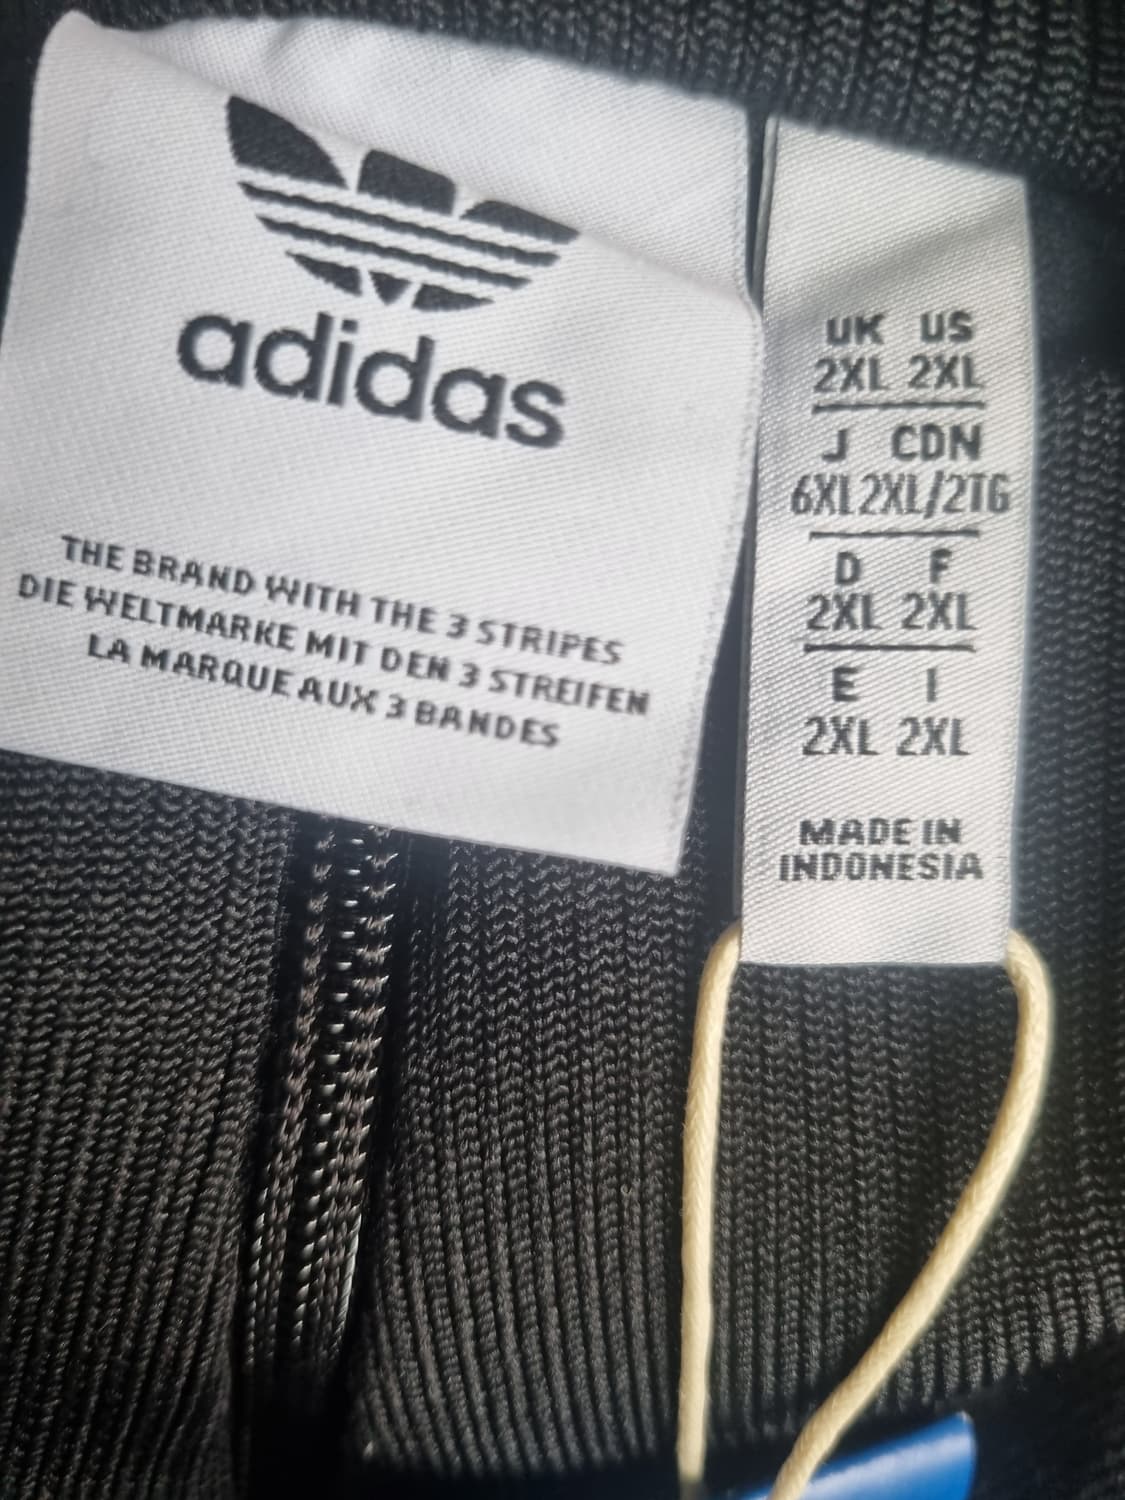 adidas
THE BRAND WITH THE 3 STRIPES
DIE WELTMARKE MIT DEN 3 STREIFEN
LA MARQUE AUX 3 BANDES
UK US
2XL 2XL
J CDN
6XL 2XL/2TG
D F
2XL 2XL
E I
2XL 2XL
MADE IN
INDONESIA